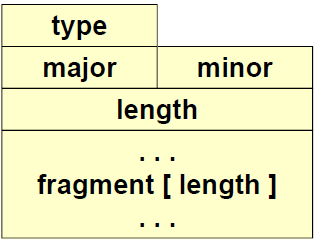 type
major minor
length
. . .
fragment [ length ]
. . .